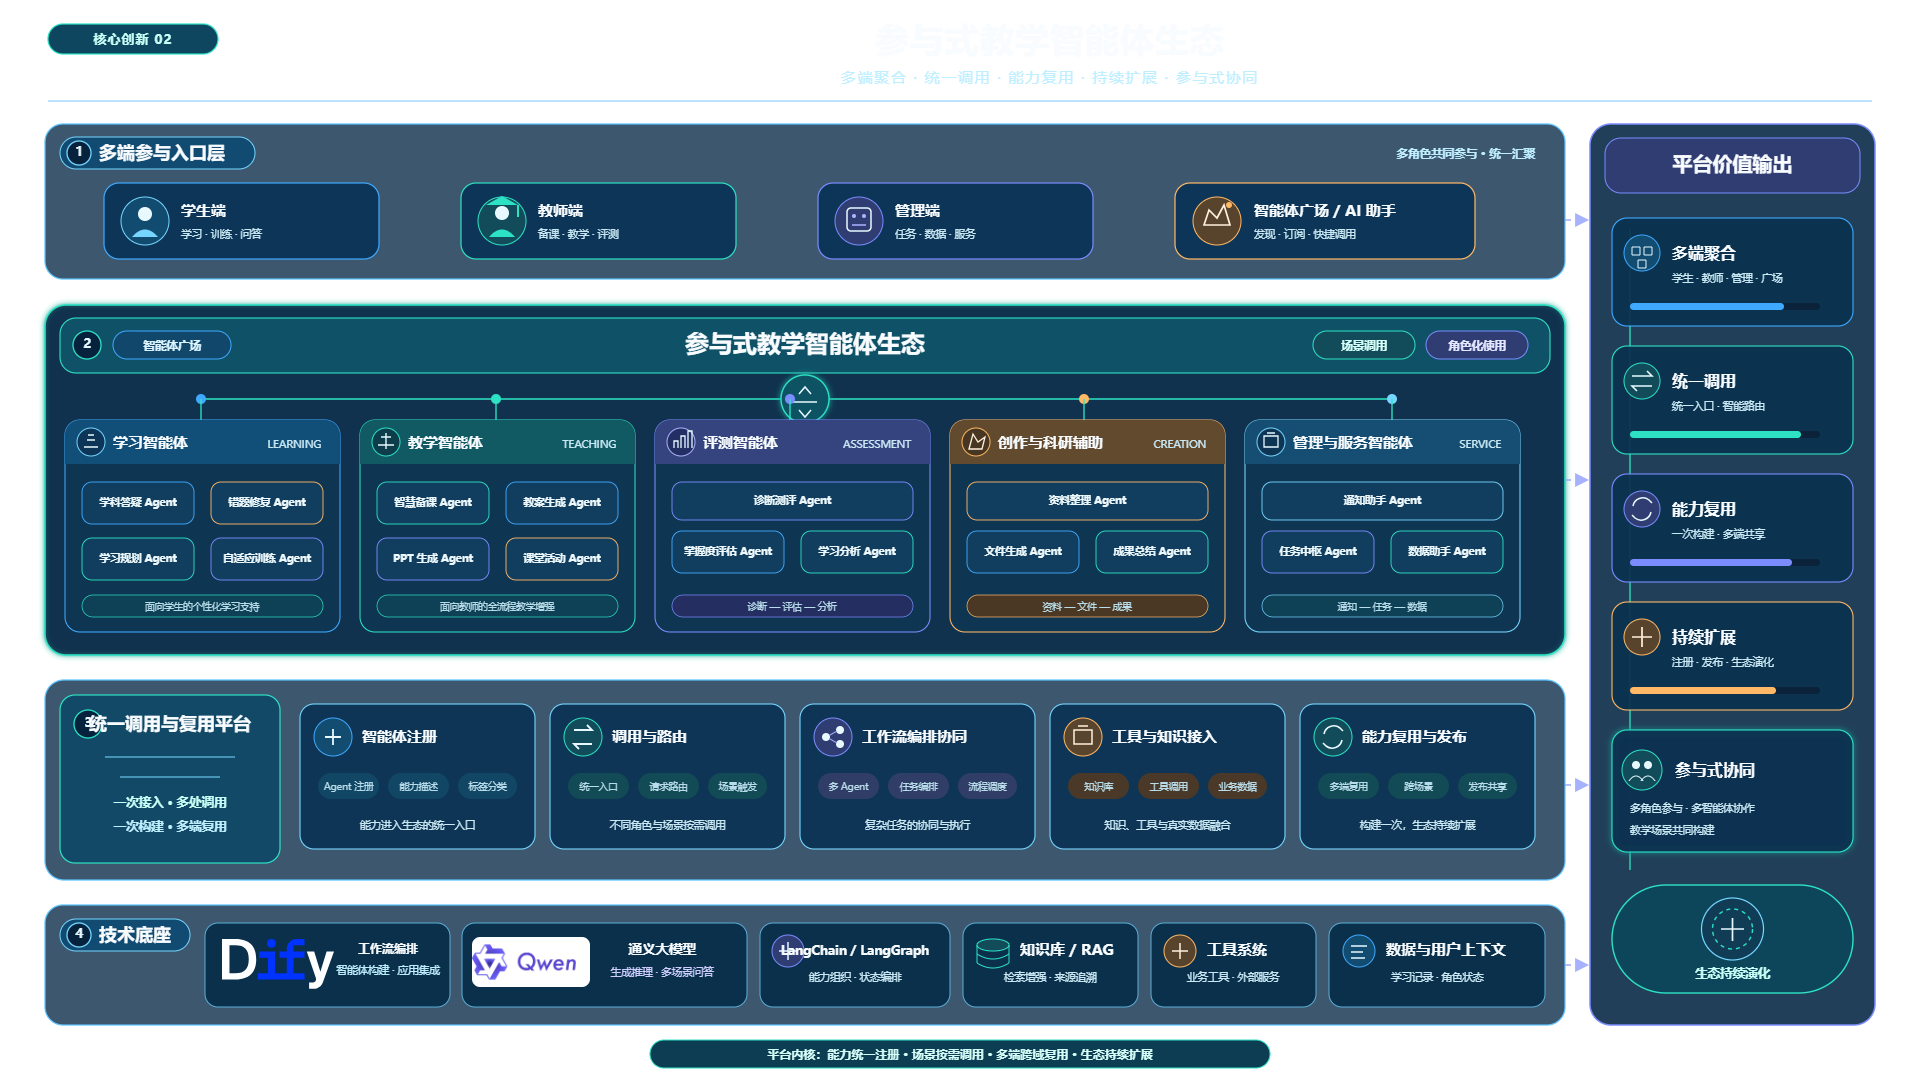 核心创新 02
参与式教学智能体生态
多端聚合 · 统一调用 · 能力复用 · 持续扩展 · 参与式协同
1 多端参与入口层
多角色共同参与 • 统一汇聚
学生端
学习 · 训练 · 问答
教师端
备课 · 教学 · 评测
管理端
任务 · 数据 · 服务
智能体广场 / AI 助手
发现 · 订阅 · 快捷调用
2 智能体广场
参与式教学智能体生态
场景调用
角色化使用
学习智能体 LEARNING
学科答疑 Agent
错题修复 Agent
学习规划 Agent
自适应训练 Agent
面向学生的个性化学习支持
教学智能体 TEACHING
智慧备课 Agent
教案生成 Agent
PPT 生成 Agent
课堂活动 Agent
面向教师的全流程教学增强
评测智能体 ASSESSMENT
诊断测评 Agent
学掌度评估 Agent
学习分析 Agent
诊断 — 评估 — 分析
创作与科研辅助 CREATION
资料整理 Agent
文件生成 Agent
成果总结 Agent
资料 — 文件 — 成果
管理与服务智能体 SERVICE
通知助手 Agent
任务中枢 Agent
数据助手 Agent
通知 — 任务 — 数据
3 统一调用与复用平台
一次接入 • 多处调用
一次构建 • 多端复用
智能体注册
Agent 注册
能力描述
标签分类
能力进入生态的统一入口
调用与路由
统一入口
请求路由
场景触发
不同角色与场景按需调用
工作流编排协同
多 Agent
任务编排
流程调度
复杂任务的协同与执行
工具与知识接入
知识库
工具调用
业务数据
知识、工具与真实数据融合
能力复用与发布
多端复用
跨场景
发布共享
构建一次，生态持续扩展
4 技术底座
Dify
工作流编排
智能体构建 · 应用集成
Qwen
通义大模型
生成推理 · 多场景问答
LangChain / LangGraph
能力组织 · 状态编排
知识库 / RAG
检索增强 · 来源追溯
工具系统
业务工具 · 外部服务
数据与用户上下文
学习记录 · 角色状态
平台价值输出
多端聚合
学生 · 教师 · 管理 · 广场
统一调用
统一入口 · 智能路由
能力复用
一次构建 · 多端共享
持续扩展
注册 · 发布 · 生态演化
参与式协同
多角色参与 · 多智能体协作
教学场景共同构建
生态持续演化
平台内核：能力统一注册 • 场景按需调用 • 多端跨域复用 • 生态持续扩展